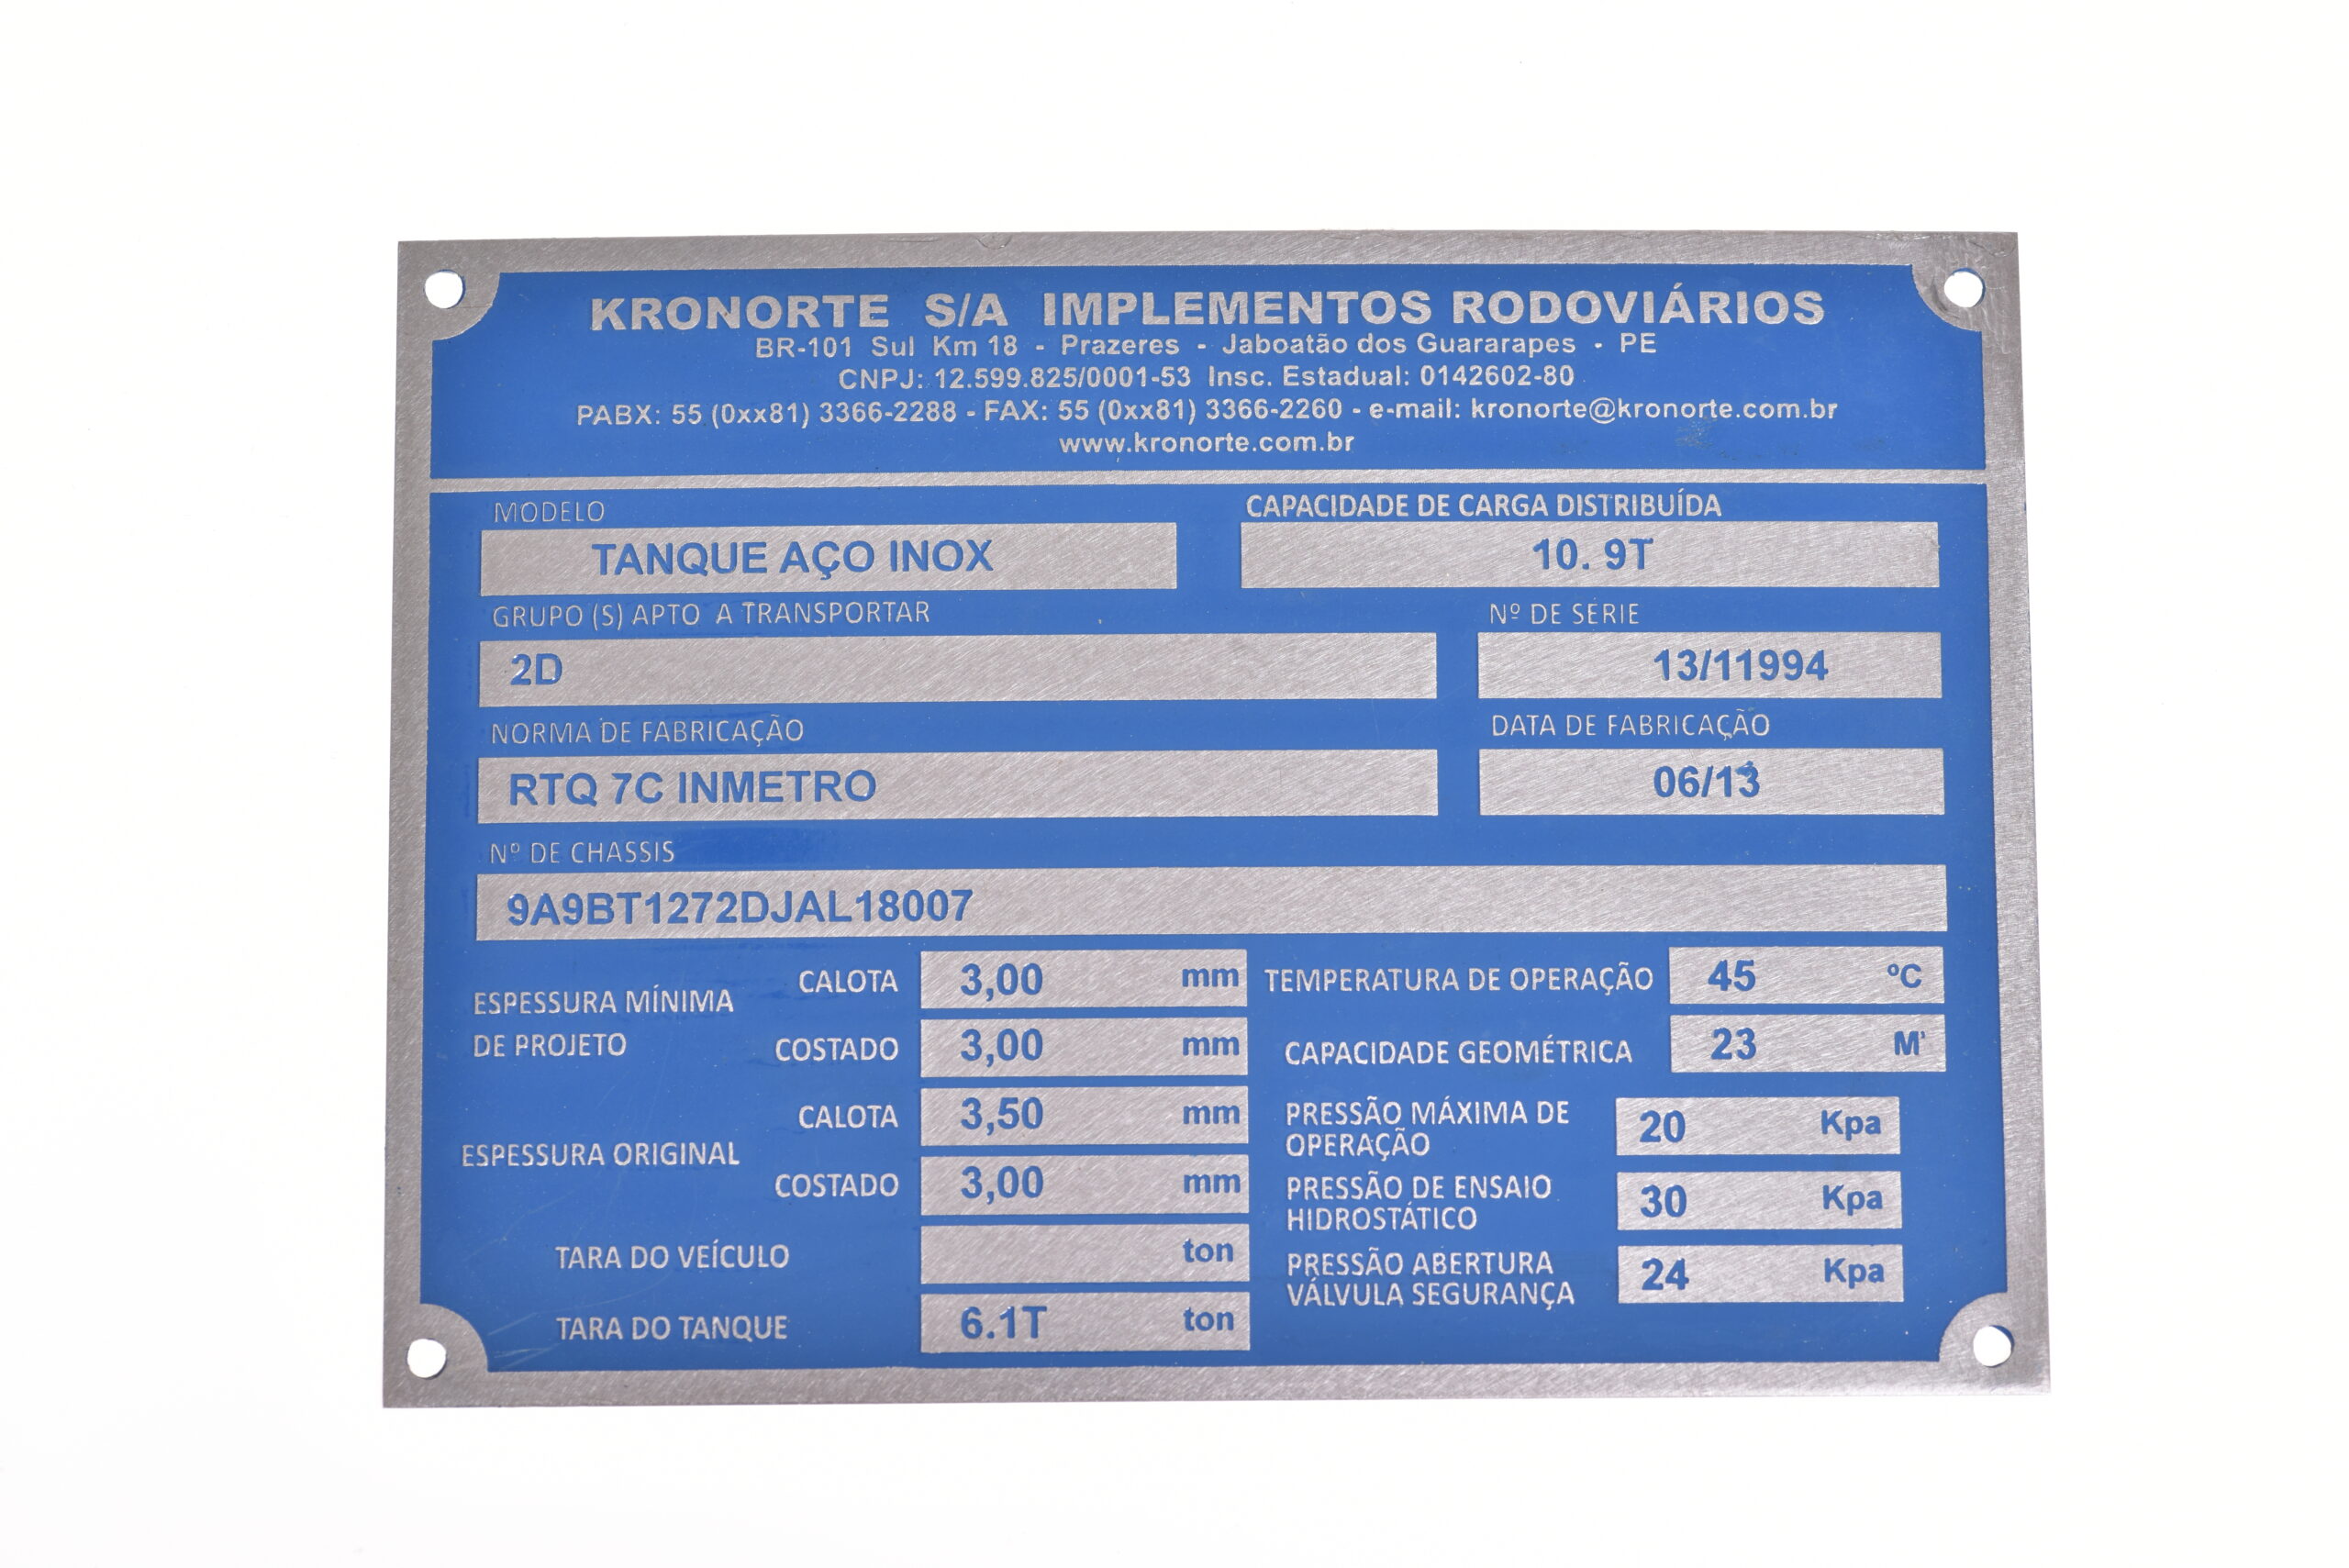 KRONORTE S/A IMPLEMENTOS RODOVIÁRIOS
BR-101 Sul Km 18 - Prazeres - Jaboatão dos Guararapes - PE
CNPJ: 12.599.825/0001-53 Insc. Estadual: 0142602-80
PABX: 55 (0xx81) 3366-2288 - FAX: 55 (0xx81) 3366-2260 - e-mail: kronorte@kronorte.com.br
www.kronorte.com.br
MODELO
TANQUE AÇO INOX
CAPACIDADE DE CARGA DISTRIBUÍDA
10. 9T
GRUPO (S) APTO A TRANSPORTAR
2D
Nº DE SÉRIE
13/11994
NORMA DE FABRICAÇÃO
RTQ 7C INMETRO
DATA DE FABRICAÇÃO
06/13
Nº DE CHASSIS
9A9BT1272DJAL18007
ESPESSURA MÍNIMA
DE PROJETO
CALOTA 3,00 mm
COSTADO 3,00 mm
ESPESSURA ORIGINAL
CALOTA 3,50 mm
COSTADO 3,00 mm
TARA DO VEÍCULO ton
TARA DO TANQUE 6.1T ton
TEMPERATURA DE OPERAÇÃO 45 ºC
CAPACIDADE GEOMÉTRICA 23 M³
PRESSÃO MÁXIMA DE
OPERAÇÃO 20 Kpa
PRESSÃO DE ENSAIO
HIDROSTÁTICO 30 Kpa
PRESSÃO ABERTURA
VÁLVULA SEGURANÇA 24 Kpa